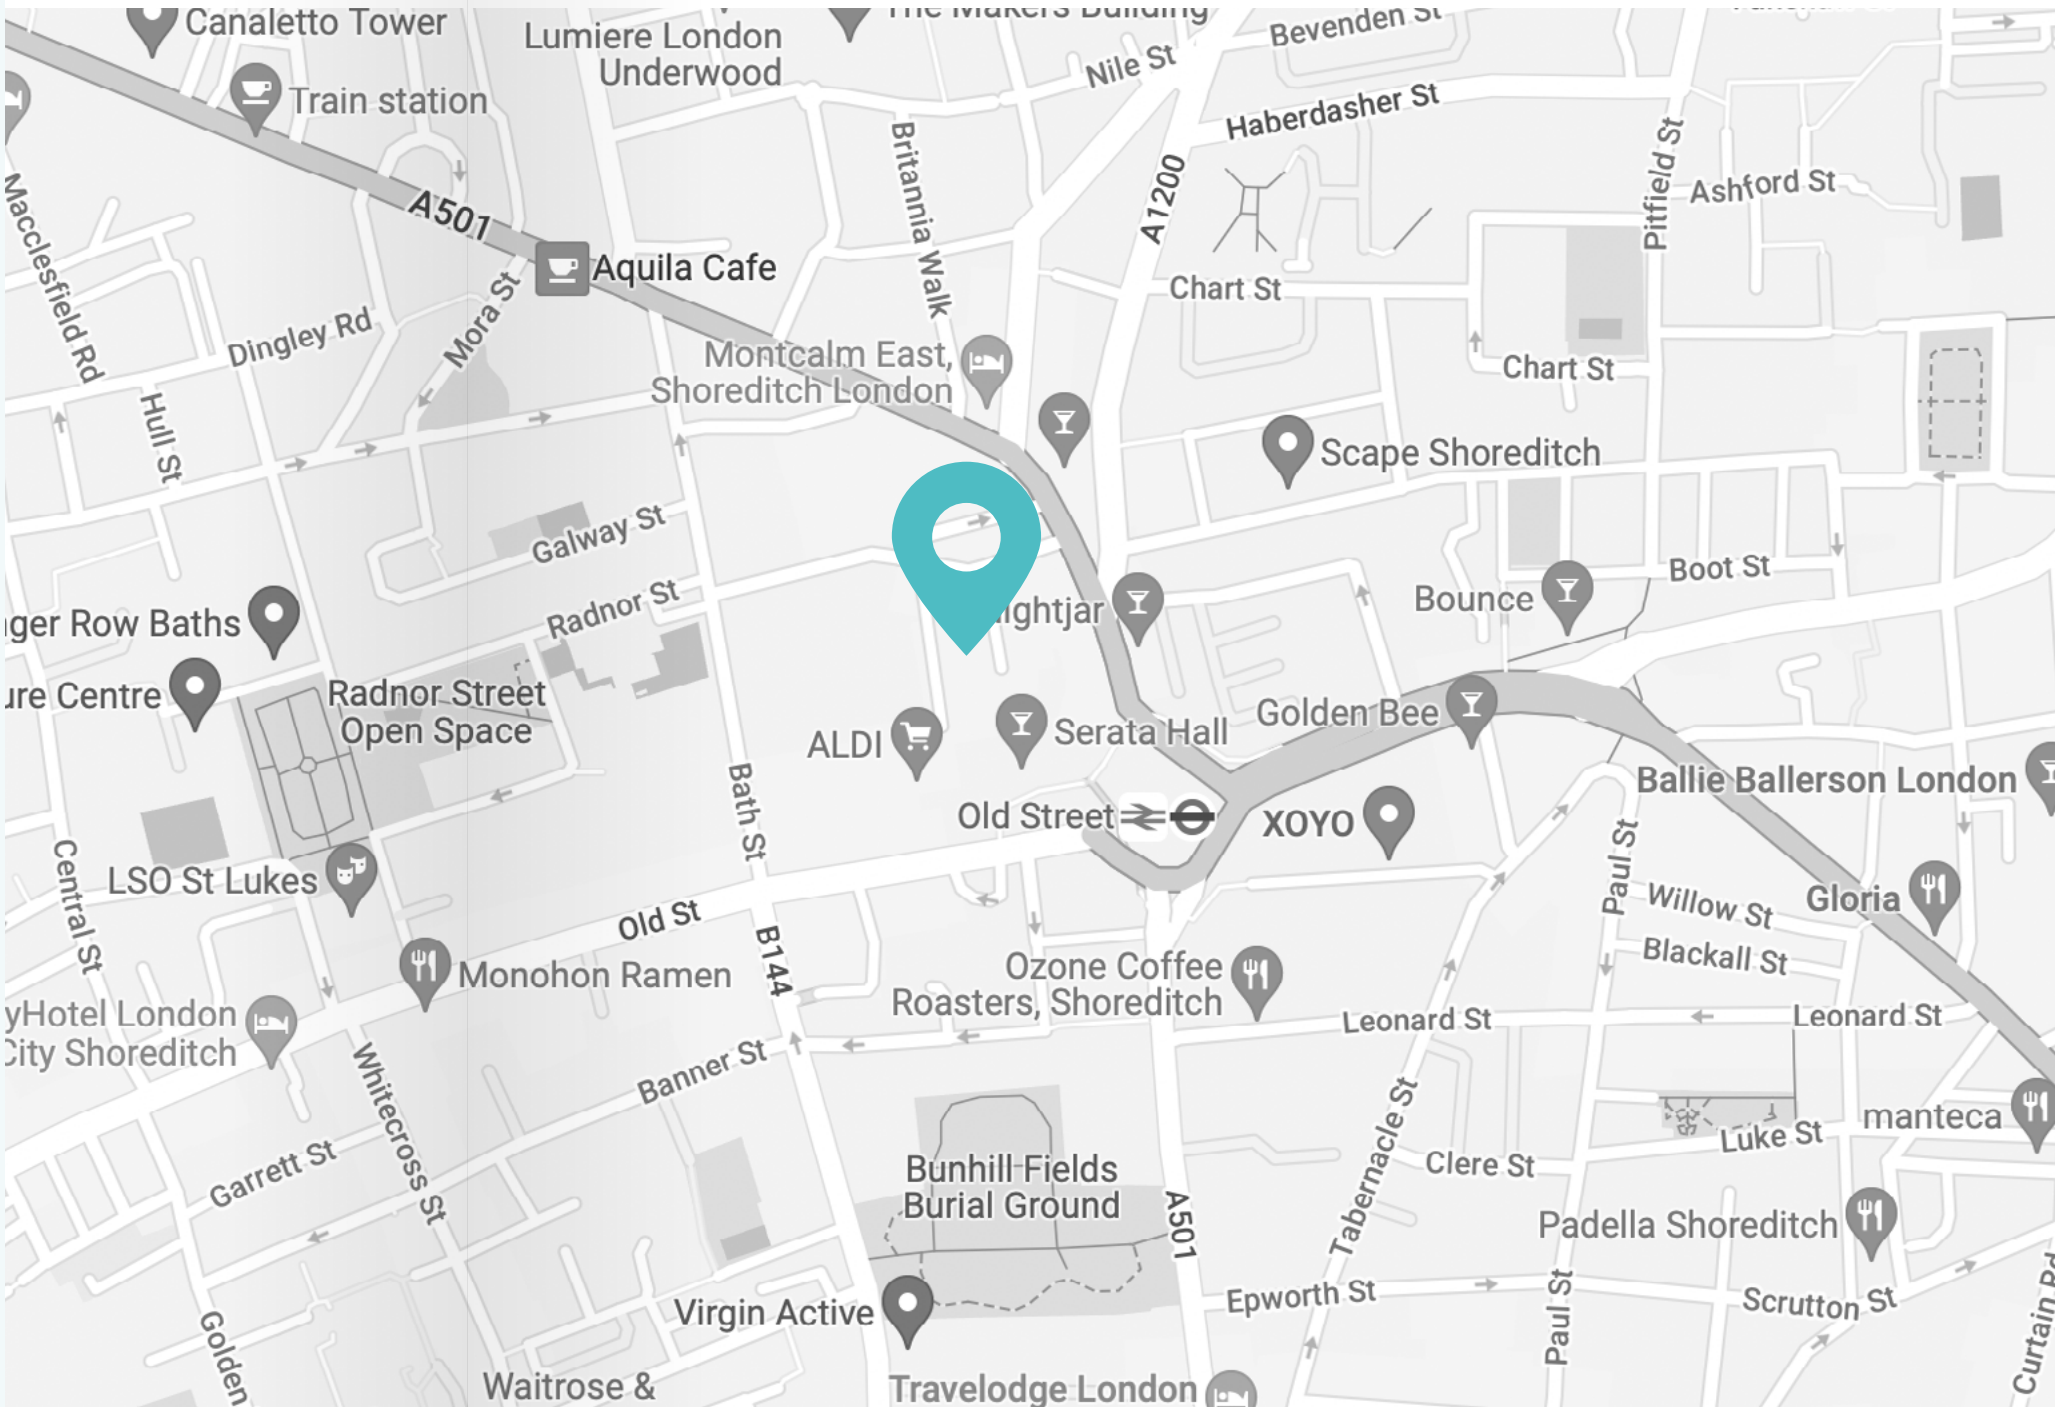 Canaletto Tower
The Makers Building
Lumiere London
Underwood
Bevenden St
Nile St
Train station
Haberdasher St
Britannia Walk
Pitfield St
A1200
Ashford St
Macclesfield Rd
A501
Aquila Cafe
Chart St
Mora St
Dingley Rd
Montcalm East,
Shoreditch London
Chart St
Hull St
Scape Shoreditch
Galway St
Boot St
Radnor St
Bounce
Row Baths
Centre
Radnor Street
Open Space
Golden Bee
Serata Hall
ALDI
Bath St
Ballie Ballerson London
Old Street
XOYO
Paul St
Central St
LSO St Lukes
Willow St
Gloria
Old St
Blackall St
B144
Monohon Ramen
Ozone Coffee
Roasters, Shoreditch
London
City Shoreditch
Leonard St
Leonard St
Whitecross St
Banner St
Tabernacle St
manteca
Luke St
Garrett St
Clere St
Bunhill Fields
Burial Ground
A501
Padella Shoreditch
Epworth St
Paul St
Scrutton St
Curtain Rd
Virgin Active
Golden
Waitrose &
Travelodge London